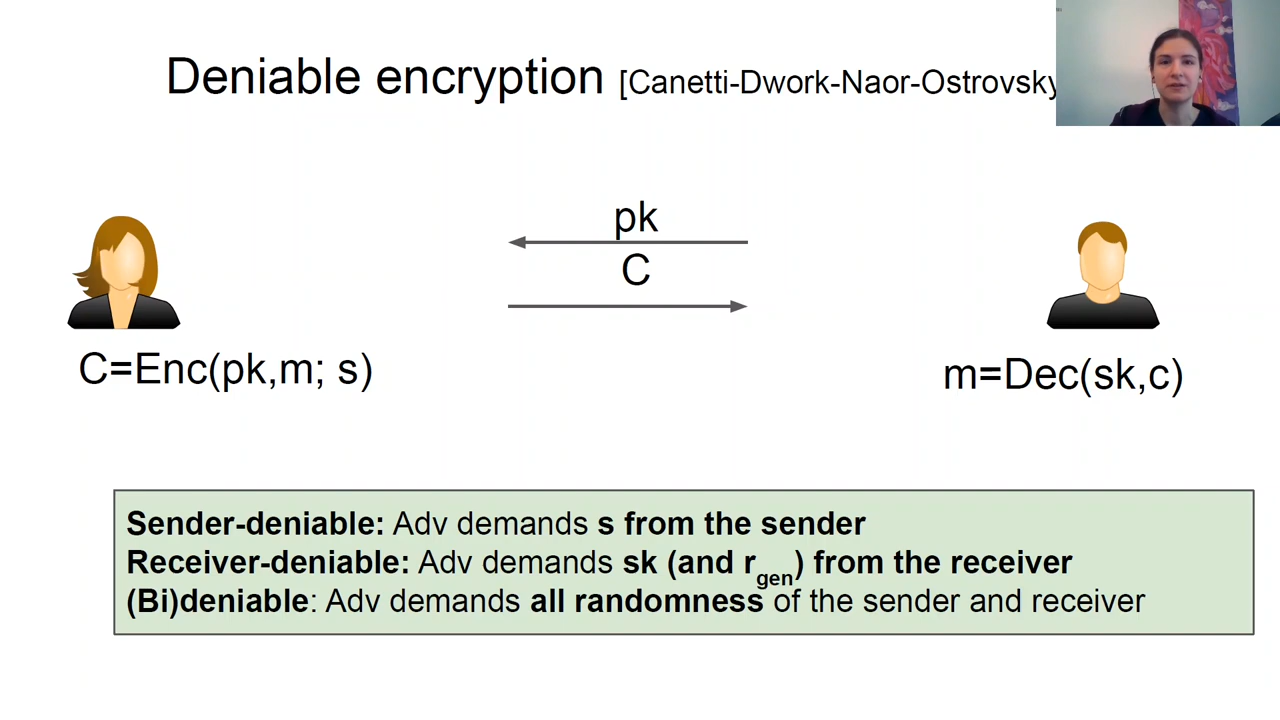 Deniable encryption [Canetti-Dwork-Naor-Ostrovsky
pk
C
C=Enc(pk,m; s)
m=Dec(sk,c)
Sender-deniable: Adv demands s from the sender
Receiver-deniable: Adv demands sk (and rgen) from the receiver
(Bi)deniable: Adv demands all randomness of the sender and receiver